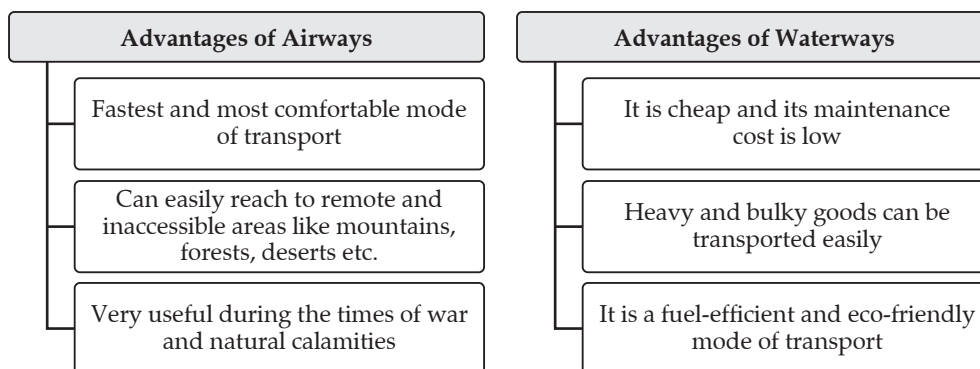 Advantages of Airways
Fastest and most comfortable mode
of transport
Can easily reach to remote and
inaccessible areas like mountains,
forests, deserts etc.
Very useful during the times of war
and natural calamities
Advantages of Waterways
It is cheap and its maintenance
cost is low
Heavy and bulky goods can be
transported easily
It is a fuel-efficient and eco-friendly
mode of transport